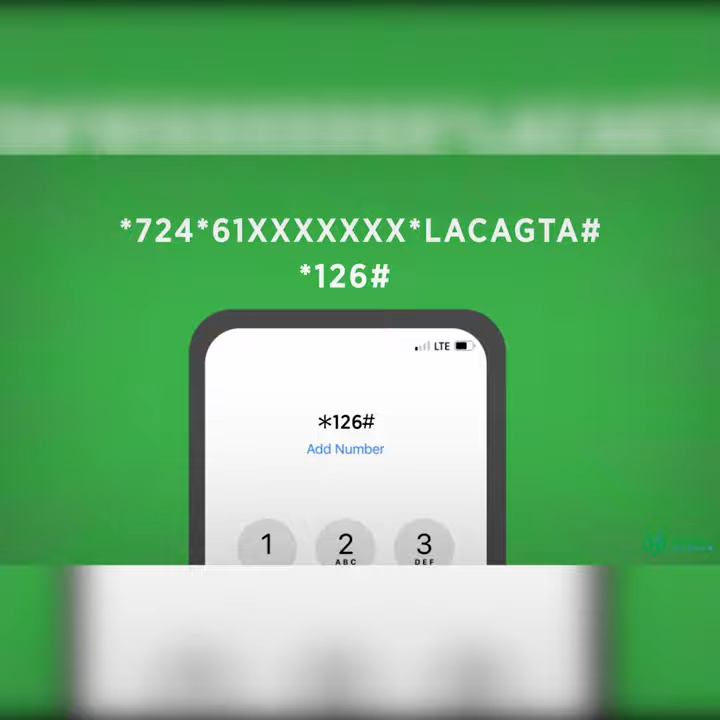 *724*61XXXXXXX*LACAGTA#
*126#
LTE
*126#
Add Number
1 2 3
ABC DEF